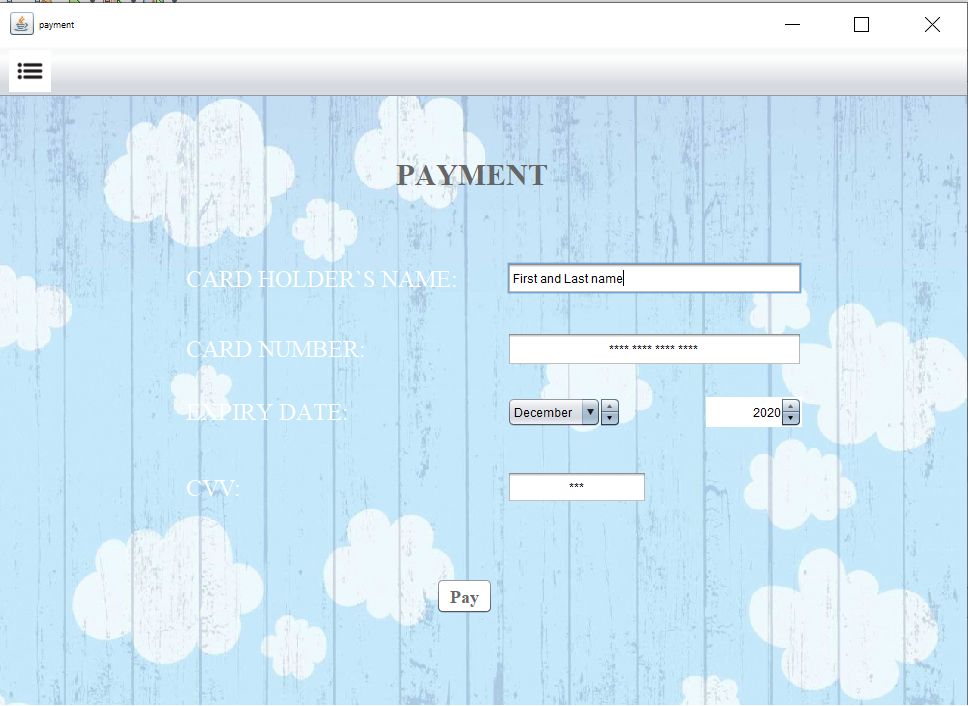 payment
PAYMENT
CARD HOLDER`S NAME: First and Last name
CARD NUMBER: **** **** **** ****
EXPIRY DATE: December 2020
CVV: ***
Pay